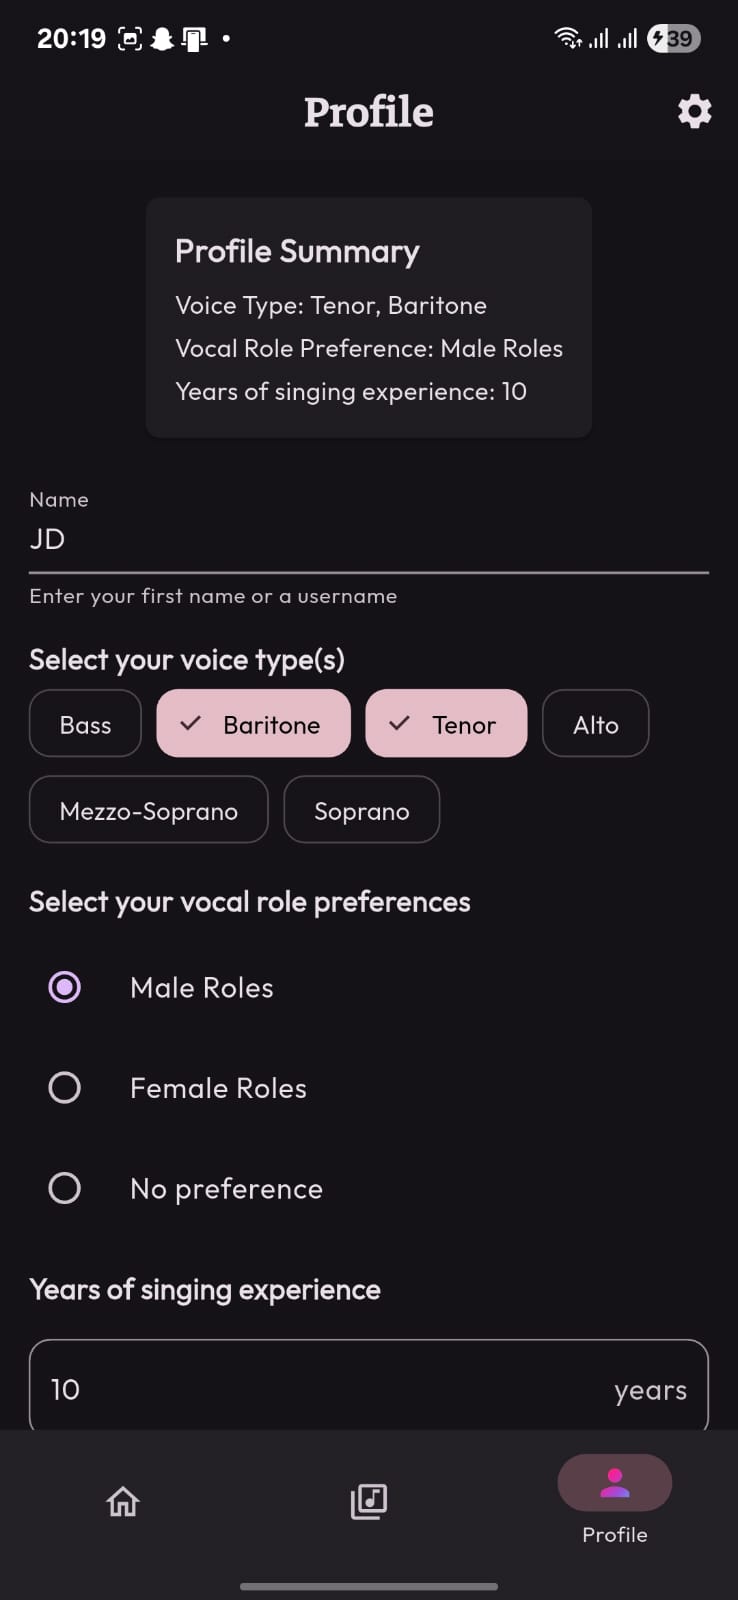 20:19
39
Profile
Profile Summary
Voice Type: Tenor, Baritone
Vocal Role Preference: Male Roles
Years of singing experience: 10
Name
JD
Enter your first name or a username
Select your voice type(s)
Bass Baritone Tenor Alto
Mezzo-Soprano Soprano
Select your vocal role preferences
Male Roles
Female Roles
No preference
Years of singing experience
10 years
Profile